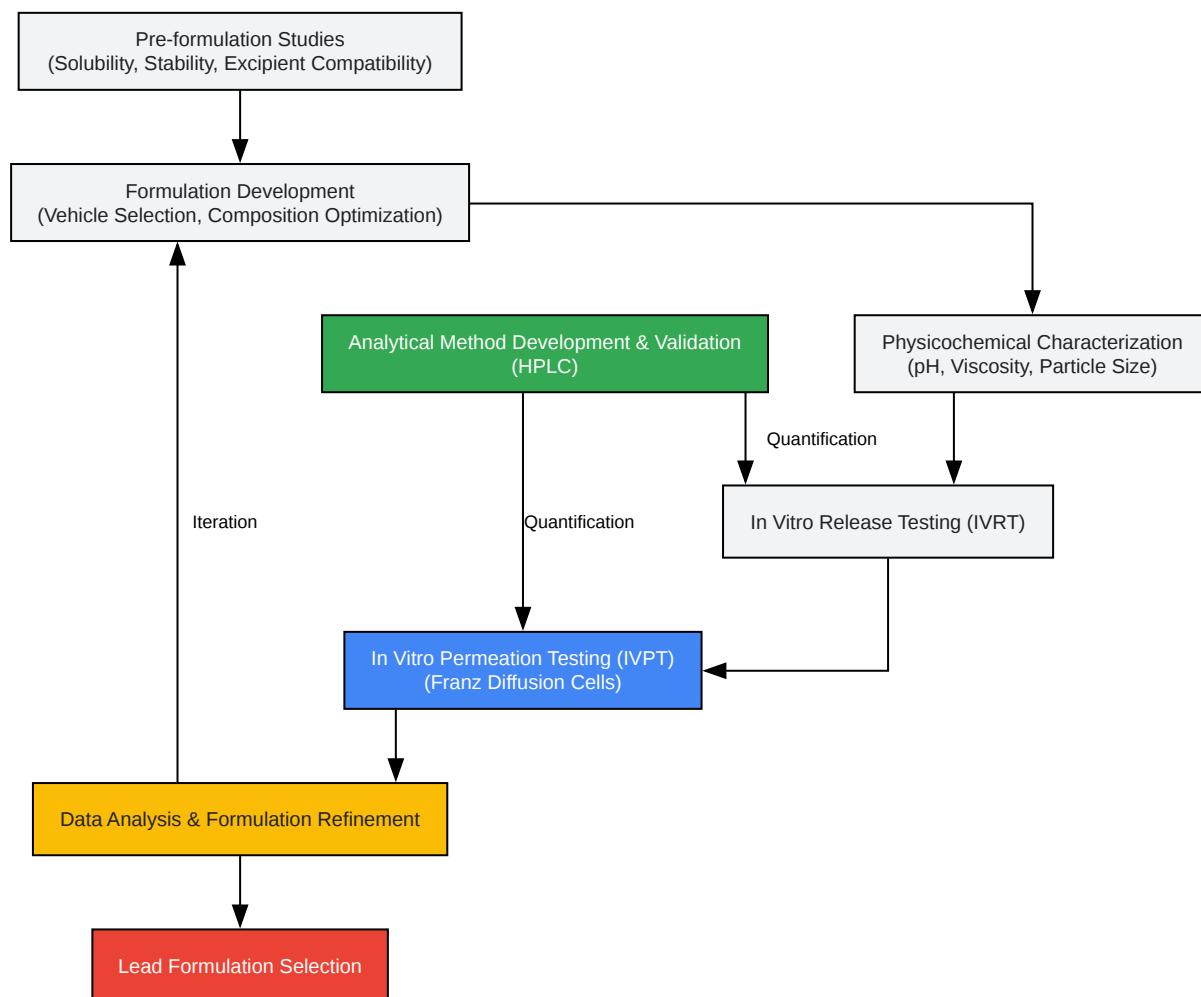 Pre-formulation Studies
(Solubility, Stability, Excipient Compatibility)
Formulation Development
(Vehicle Selection, Composition Optimization)
Analytical Method Development & Validation
(HPLC)
Physicochemical Characterization
(pH, Viscosity, Particle Size)
Quantification
Iteration
Quantification
In Vitro Release Testing (IVRT)
In Vitro Permeation Testing (IVPT)
(Franz Diffusion Cells)
Data Analysis & Formulation Refinement
Lead Formulation Selection